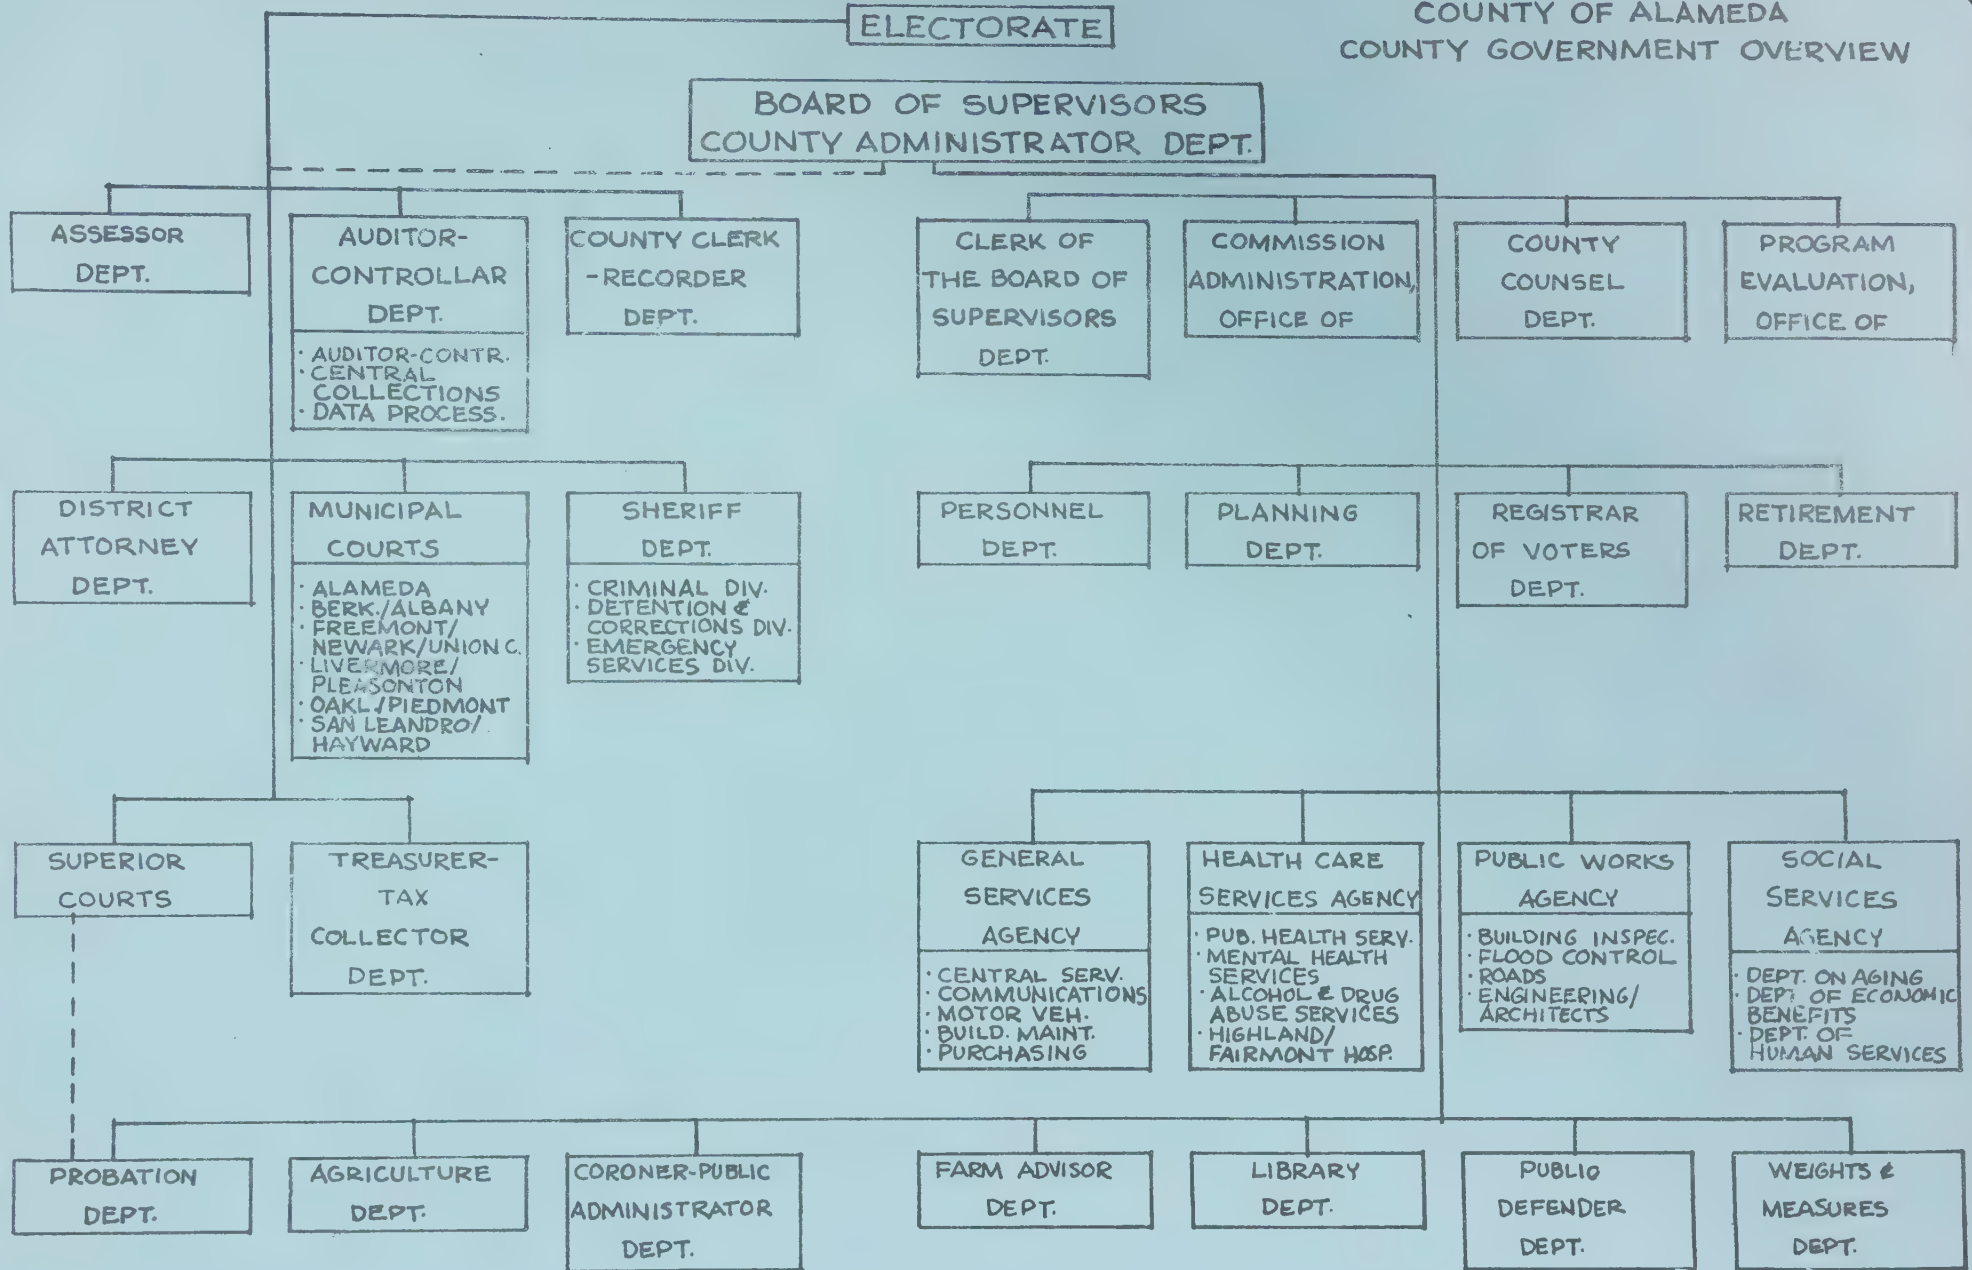 COUNTY OF ALAMEDA
COUNTY GOVERNMENT OVERVIEW
ELECTORATE
BOARD OF SUPERVISORS
COUNTY ADMINISTRATOR DEPT.
ASSESSOR
DEPT.
AUDITOR-
CONTROLLAR
DEPT.
· AUDITOR-CONTR.
· CENTRAL
COLLECTIONS
· DATA PROCESS.
COUNTY CLERK
-RECORDER
DEPT.
CLERK OF
THE BOARD OF
SUPERVISORS
DEPT.
COMMISSION
ADMINISTRATION,
OFFICE OF
COUNTY
COUNSEL
DEPT.
PROGRAM
EVALUATION,
OFFICE OF
DISTRICT
ATTORNEY
DEPT.
MUNICIPAL
COURTS
· ALAMEDA
· BERK./ALBANY
· FREEMONT/
NEWARK/UNION C.
· LIVERMORE/
PLEASONTON
· OAKL./PIEDMONT
· SAN LEANDRO/
HAYWARD
SHERIFF
DEPT.
· CRIMINAL DIV.
· DETENTION &
CORRECTIONS DIV.
· EMERGENCY
SERVICES DIV.
PERSONNEL
DEPT.
PLANNING
DEPT.
REGISTRAR
OF VOTERS
DEPT.
RETIREMENT
DEPT.
SUPERIOR
COURTS
TREASURER-
TAX
COLLECTOR
DEPT.
GENERAL
SERVICES
AGENCY
· CENTRAL SERV.
· COMMUNICATIONS
· MOTOR VEH.
· BUILD. MAINT.
· PURCHASING
HEALTH CARE
SERVICES AGENCY
· PUB. HEALTH SERV.
· MENTAL HEALTH
SERVICES
· ALCOHOL & DRUG
ABUSE SERVICES
· HIGHLAND/
FAIRMONT HOSP.
PUBLIC WORKS
AGENCY
· BUILDING INSPEC.
· FLOOD CONTROL
· ROADS
· ENGINEERING/
ARCHITECTS
SOCIAL
SERVICES
AGENCY
· DEPT. ON AGING
· DEPT. OF ECONOMIC
BENEFITS
· DEPT. OF
HUMAN SERVICES
PROBATION
DEPT.
AGRICULTURE
DEPT.
CORONER-PUBLIC
ADMINISTRATOR
DEPT.
FARM ADVISOR
DEPT.
LIBRARY
DEPT.
PUBLIC
DEFENDER
DEPT.
WEIGHTS &
MEASURES
DEPT.